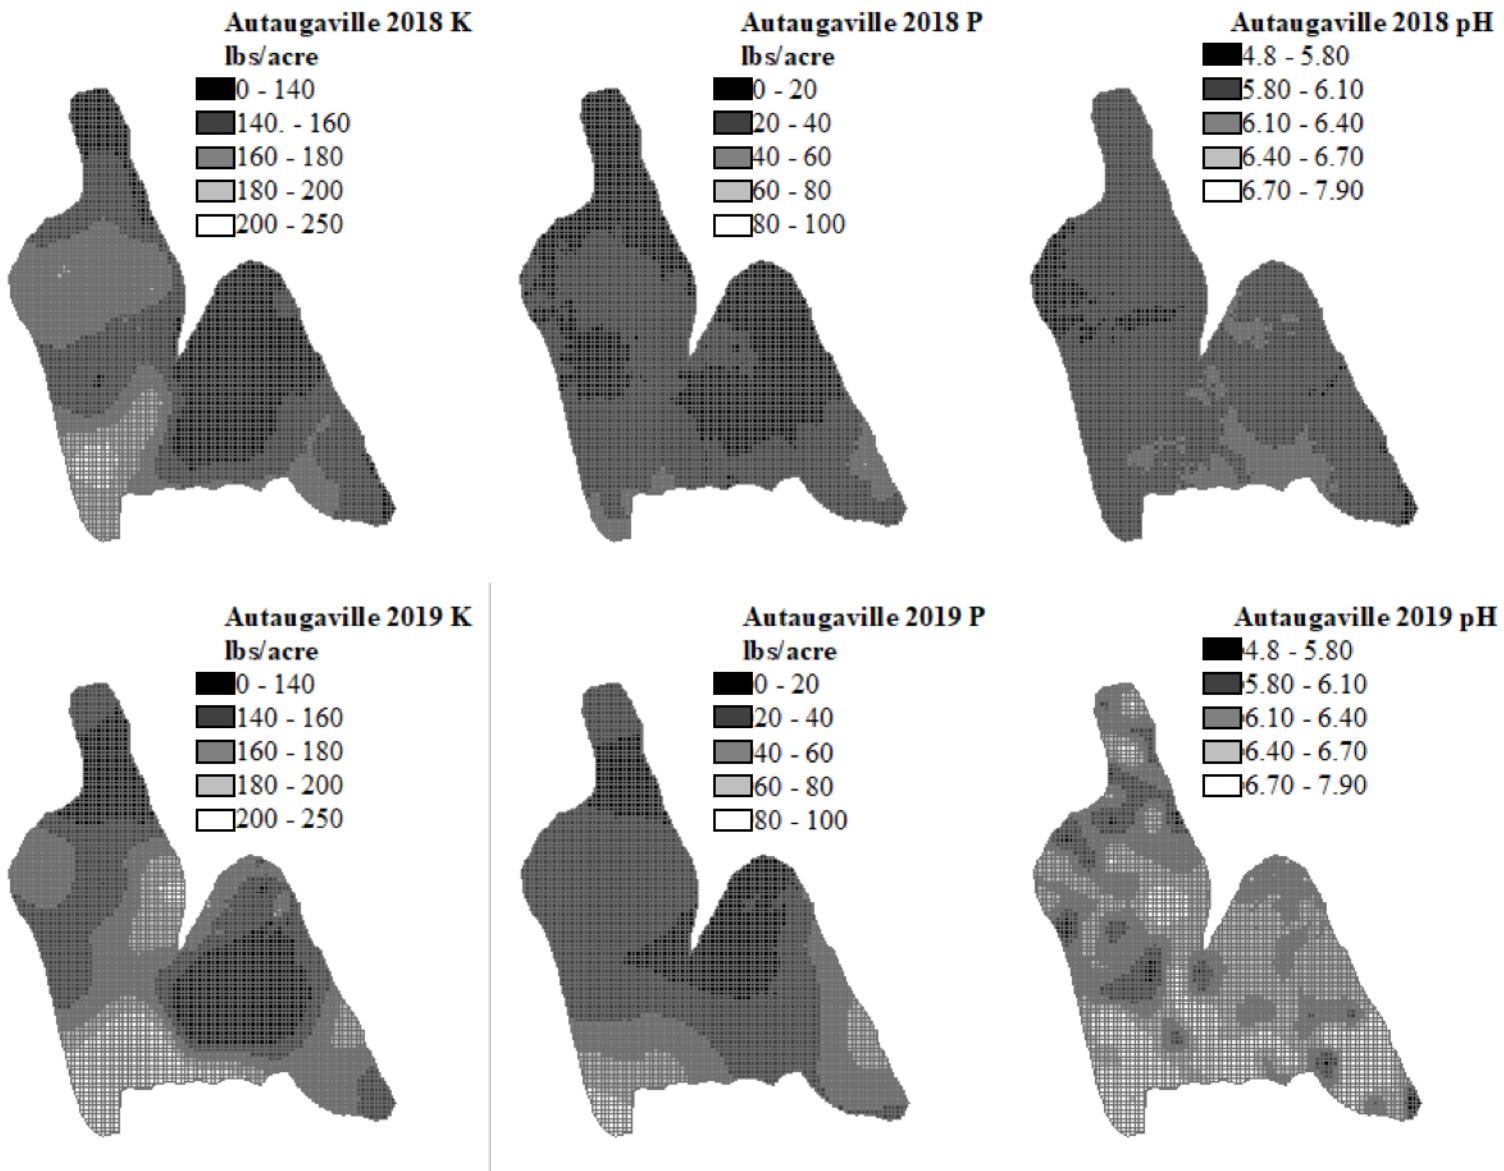 Autaugaville 2018 K
lbs/acre
0 - 140
140. - 160
160 - 180
180 - 200
200 - 250
Autaugaville 2018 P
lbs/acre
0 - 20
20 - 40
40 - 60
60 - 80
80 - 100
Autaugaville 2018 pH
4.8 - 5.80
5.80 - 6.10
6.10 - 6.40
6.40 - 6.70
6.70 - 7.90
Autaugaville 2019 K
lbs/acre
0 - 140
140 - 160
160 - 180
180 - 200
200 - 250
Autaugaville 2019 P
lbs/acre
0 - 20
20 - 40
40 - 60
60 - 80
80 - 100
Autaugaville 2019 pH
4.8 - 5.80
5.80 - 6.10
6.10 - 6.40
6.40 - 6.70
6.70 - 7.90